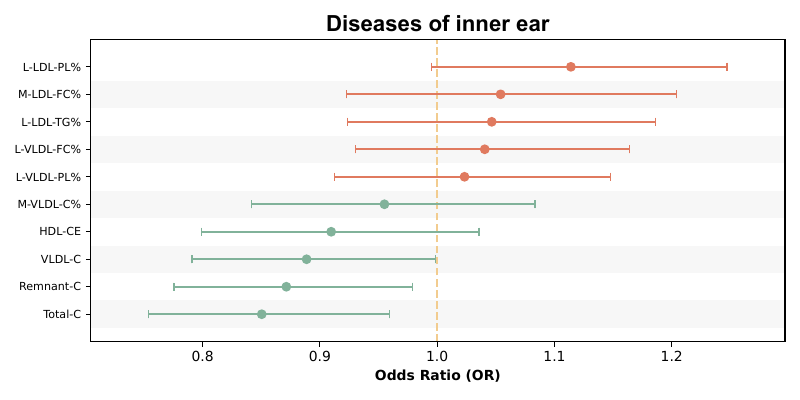 Diseases of inner ear
L-LDL-PL%
M-LDL-FC%
L-LDL-TG%
L-VLDL-FC%
L-VLDL-PL%
M-VLDL-C%
HDL-CE
VLDL-C
Remnant-C
Total-C
0.8 0.9 1.0 1.1 1.2
Odds Ratio (OR)